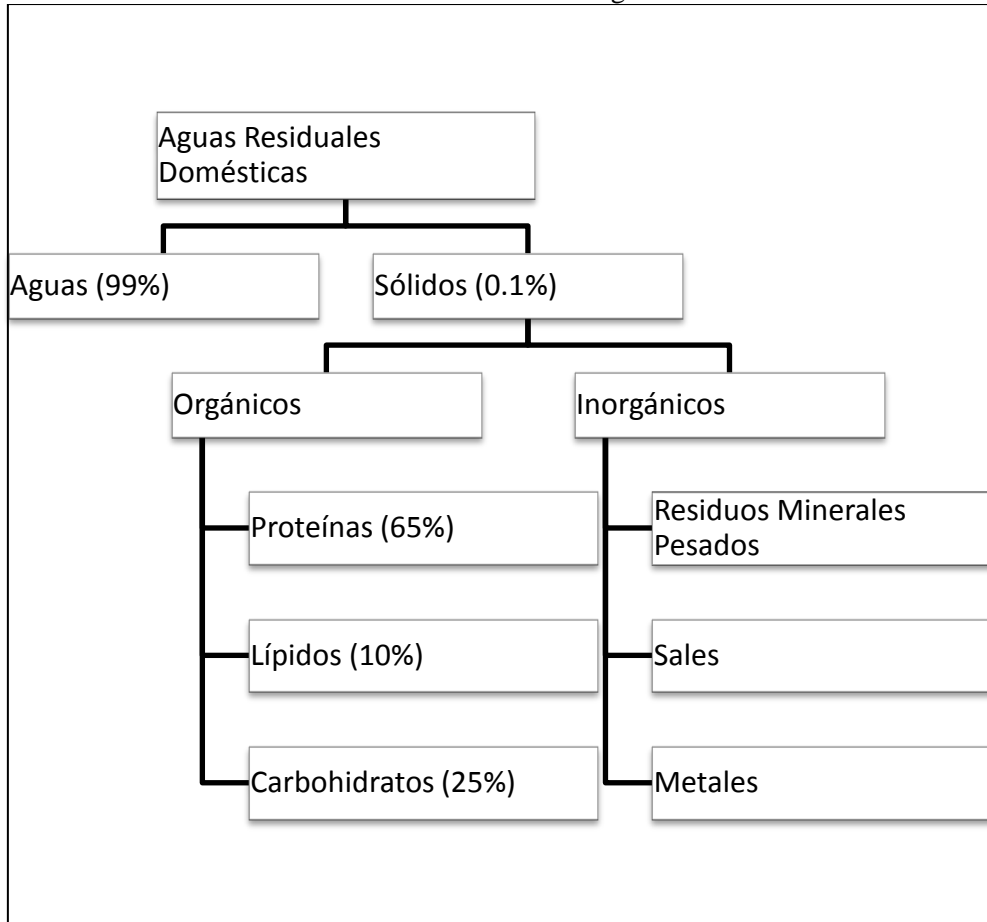 Aguas Residuales
Domésticas
Aguas (99%)
Sólidos (0.1%)
Orgánicos
Inorgánicos
Proteínas (65%)
Residuos Minerales
Pesados
Lípidos (10%)
Sales
Carbohidratos (25%)
Metales